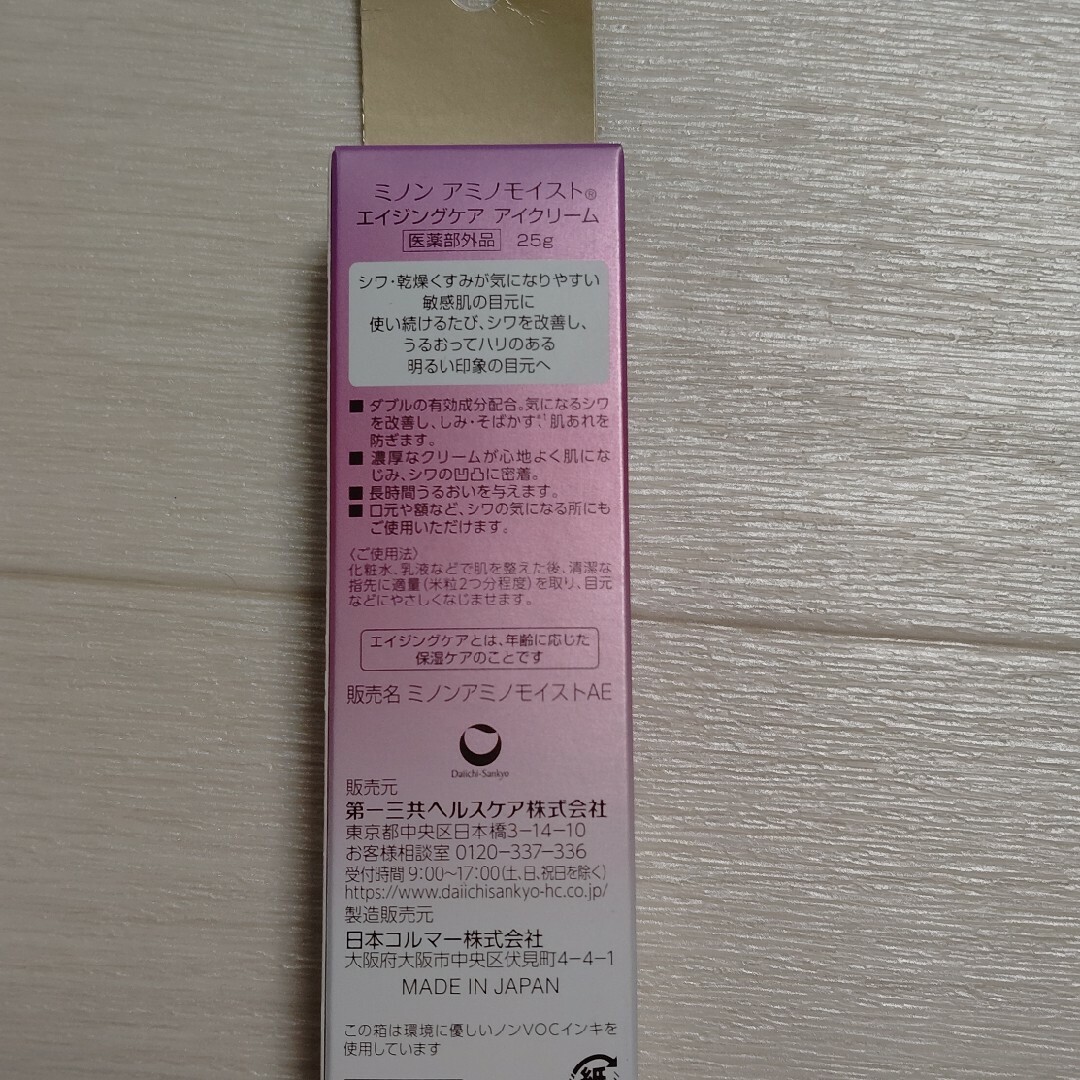 ミノン アミノモイスト®
エイジングケア アイクリーム
医薬部外品 25g
シワ・乾燥くすみが気になりやすい
敏感肌の目元に
使い続けるたび、シワを改善し、
うるおってハリのある
明るい印象の目元へ
■ ダブルの有効成分配合。気になるシワ
を改善し、しみ・そばかす*1、肌あれを
防ぎます。
■ 濃厚なクリームが心地よく肌にな
じみ、シワの凹凸に密着。
■ 長時間うるおいを与えます。
■ 口元や額など、シワの気になる所にも
ご使用いただけます。
〈ご使用法〉
化粧水、乳液などで肌を整えた後、清潔な
指先に適量(米粒2つ分程度)を取り、目元
などにやさしくなじませます。
エイジングケアとは、年齢に応じた
保湿ケアのことです
販売名 ミノンアミノモイストAE
Daiichi-Sankyo
販売元
第一三共ヘルスケア株式会社
東京都中央区日本橋3-14-10
お客様相談室 0120-337-336
受付時間 9:00~17:00(土、日、祝日を除く)
https://www.daiichisankyo-hc.co.jp/
製造販売元
日本コルマー株式会社
大阪府大阪市中央区伏見町4-4-1
MADE IN JAPAN
この箱は環境に優しいノンVOCインキを
使用しています
紙